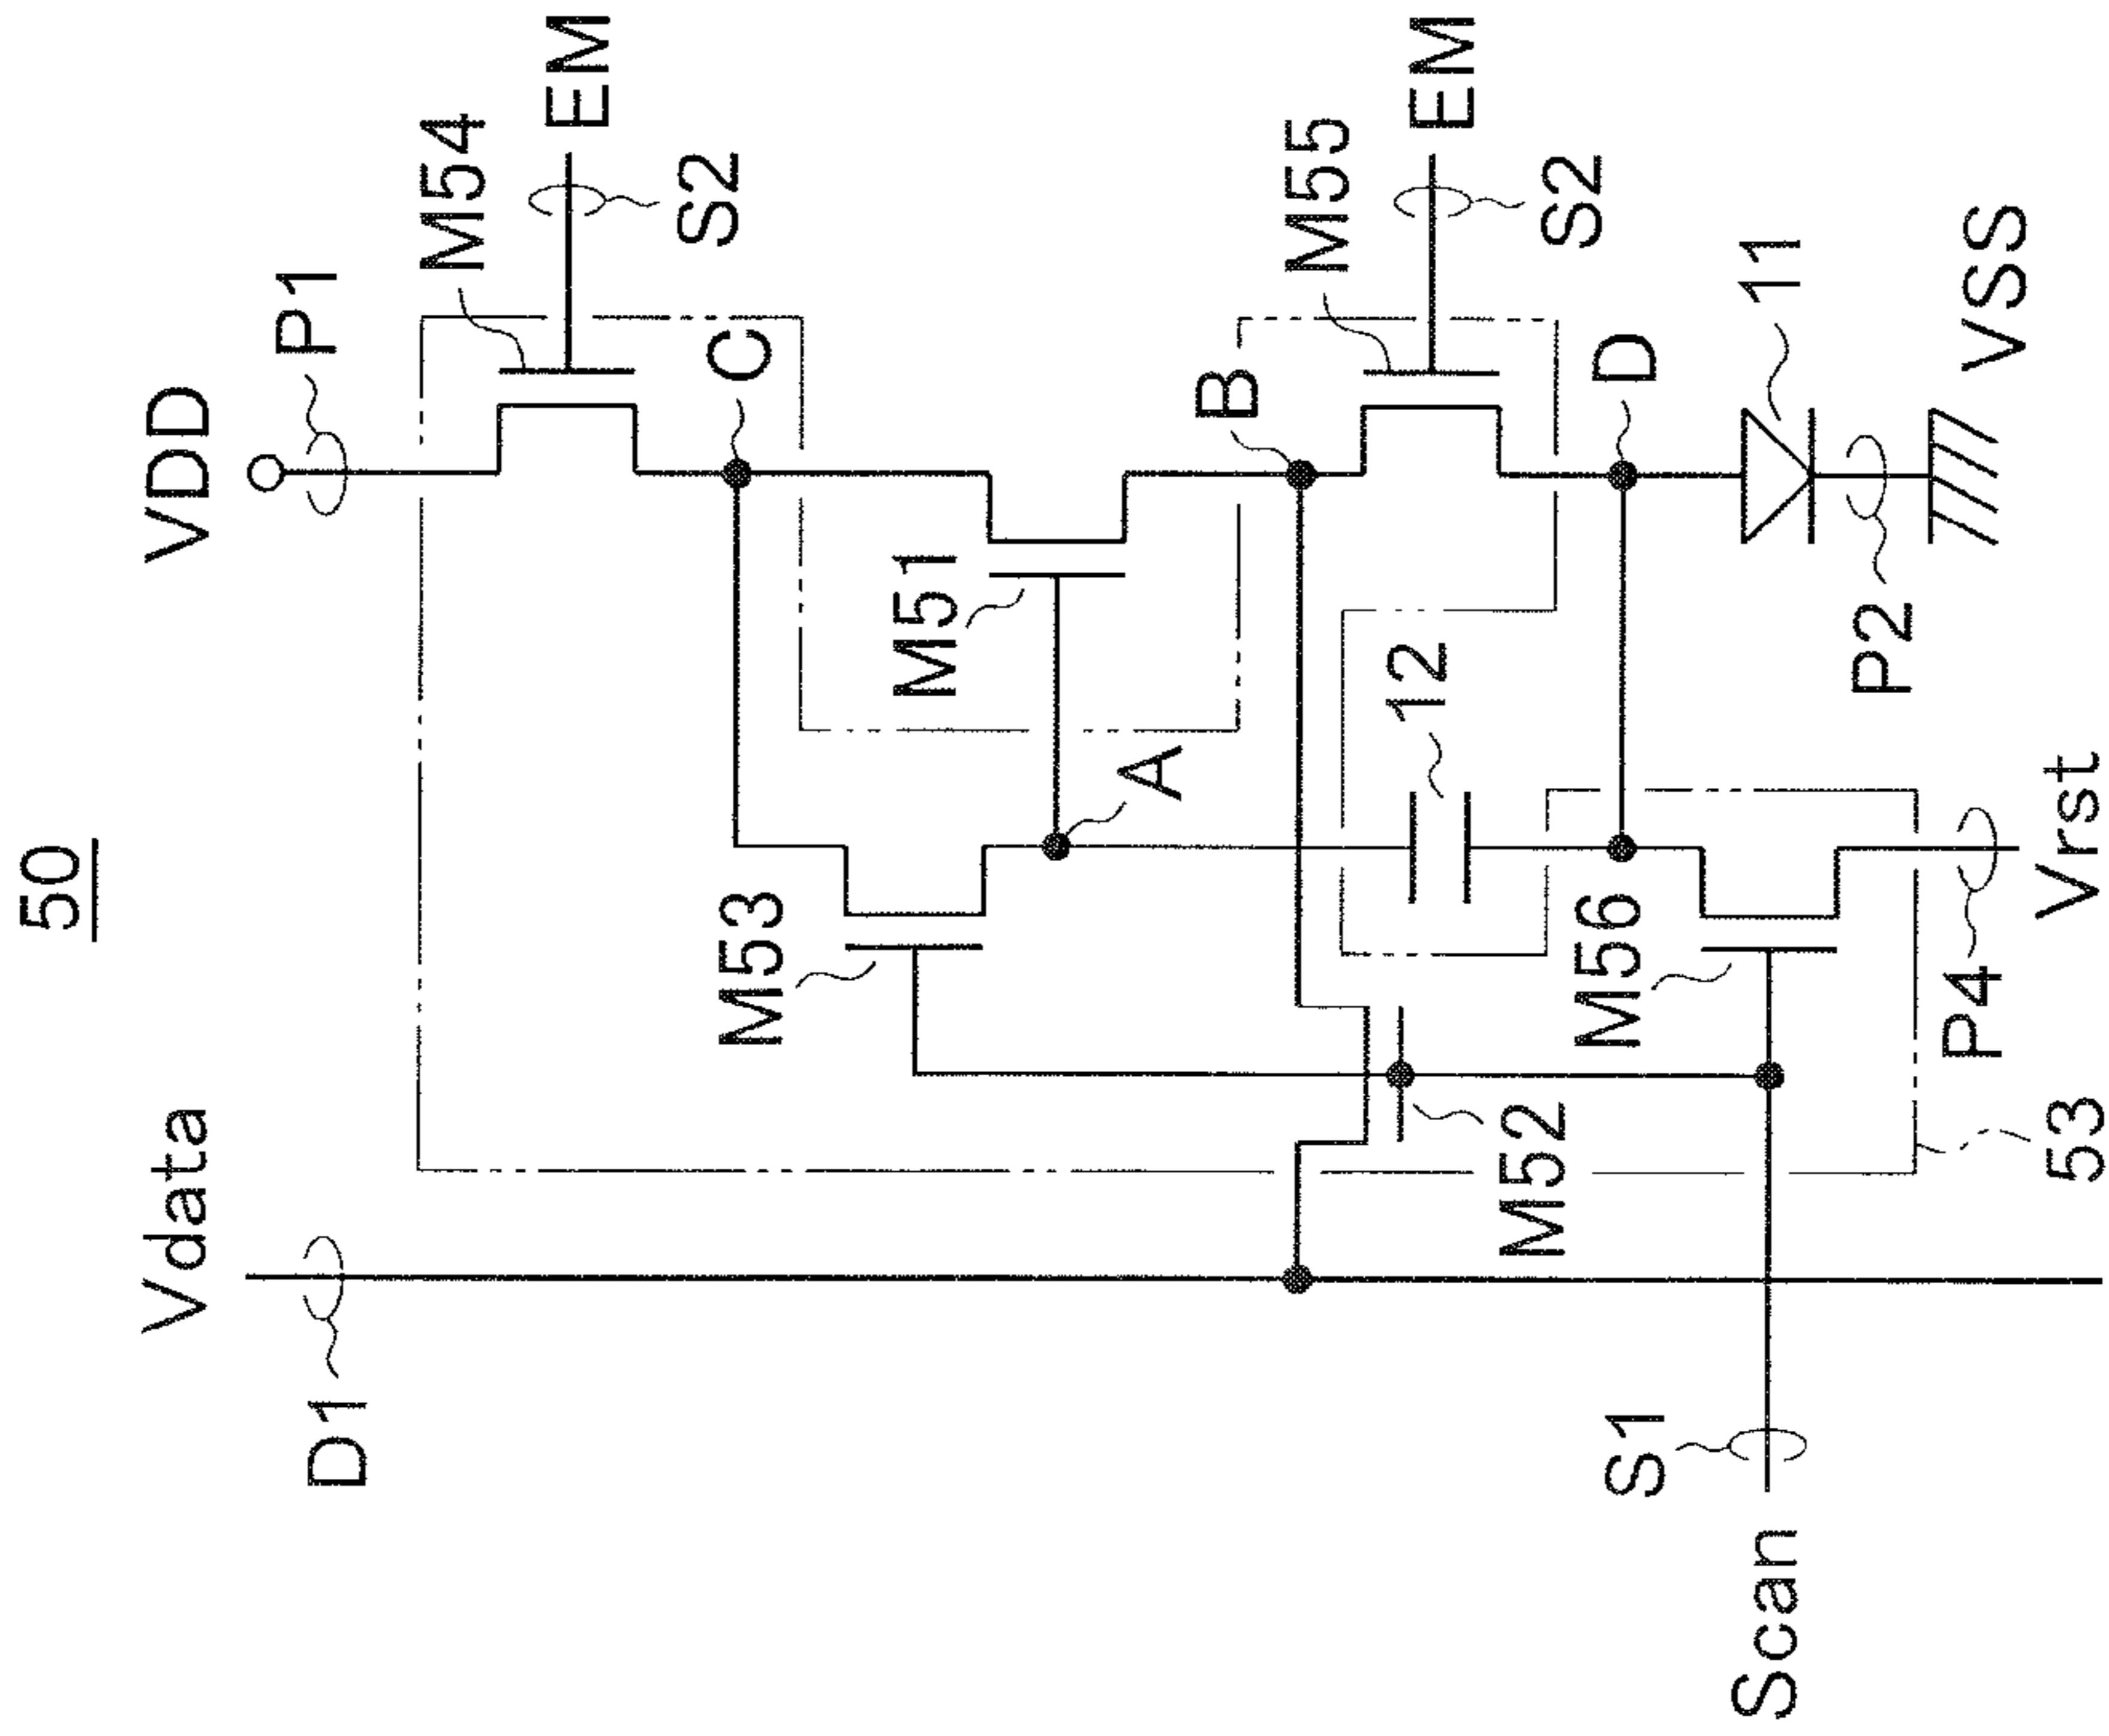 50
VDD
P1
M54
EM
S2
C
Vdata
D1
M53
M51
A
B
M55
EM
S2
12
D
11
VSS
P2
M52
M56
S1
Scan
P4
Vrst
53